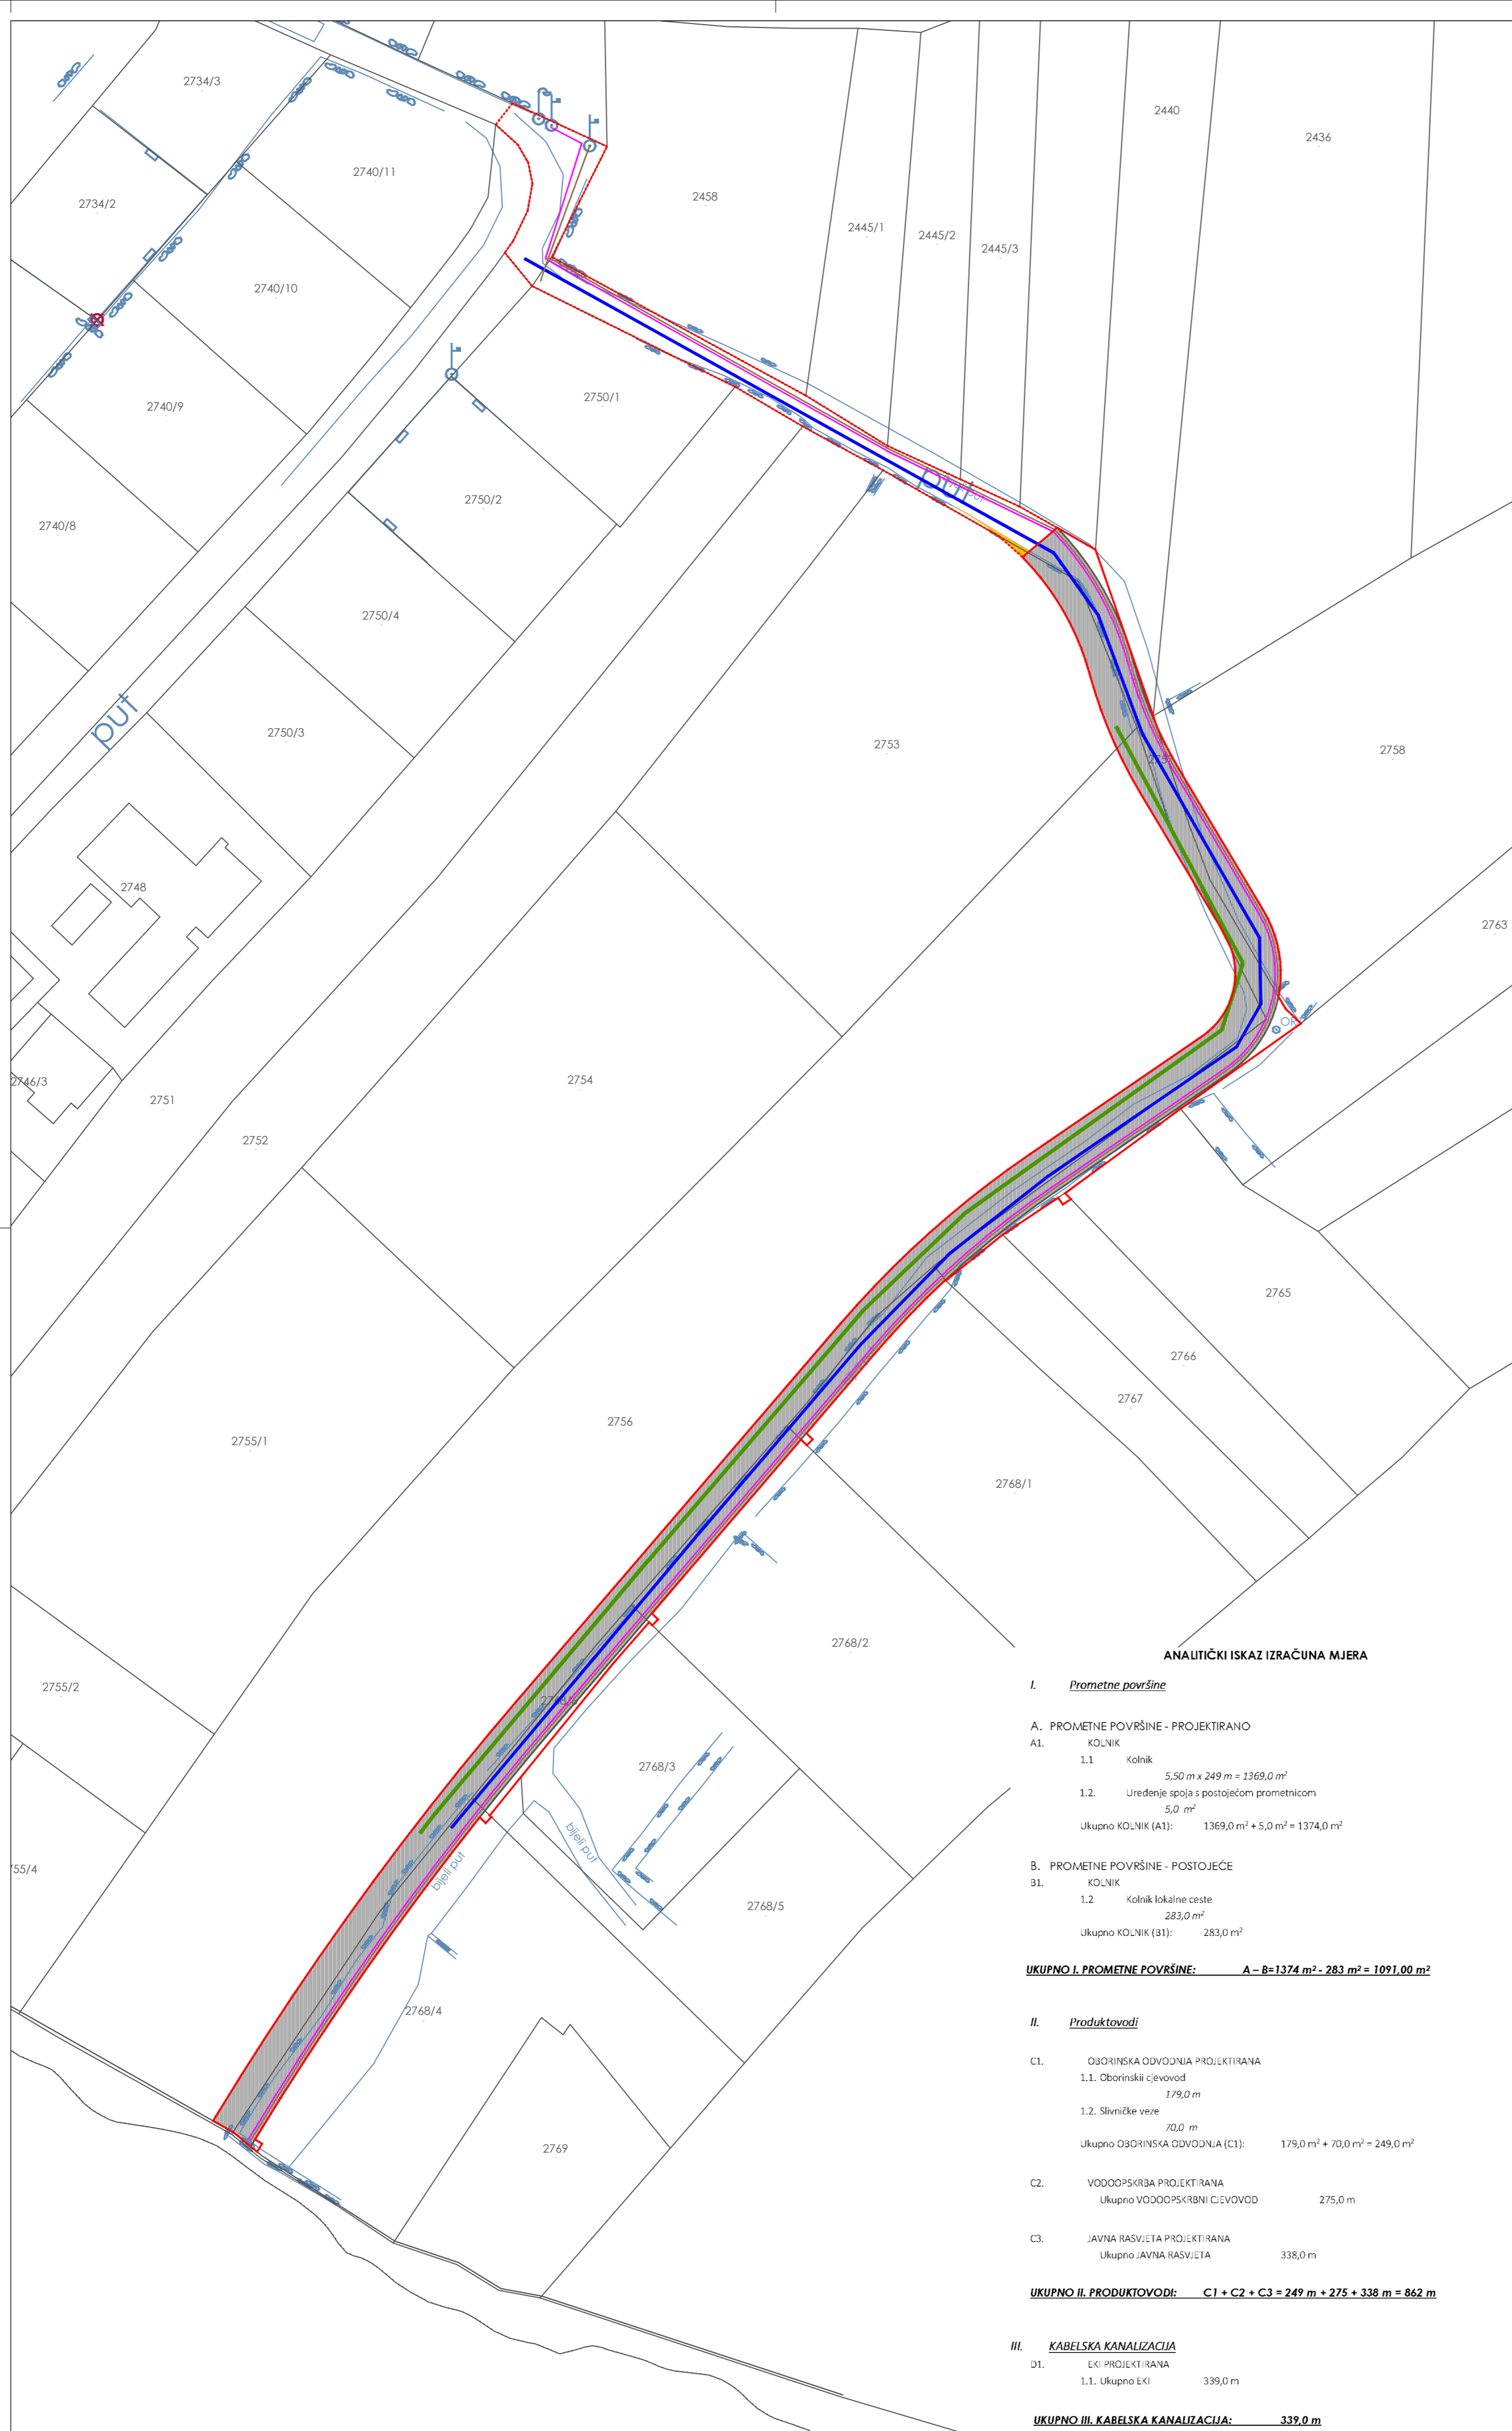 2734/3
2440
2436
2740/11
2734/2
2458
2445/1
2445/2
2445/3
2740/10
2740/9
2750/1
2750/2
put
2740/8
2750/4
put
2750/3
2753
2758
2748
2763
OR
2746/3
2751
2754
2752
2765
2766
2767
2756
2755/1
2768/1
2768/2
2755/2
2768/3
bijeli put
bijeli put
2768/5
2768/4
2769
ANALITIČKI ISKAZ IZRAČUNA MJERA
I. Prometne površine
A. PROMETNE POVRŠINE - PROJEKTIRANO
A1. KOLNIK
1.1 Kolnik
5,50 m x 249 m = 1369,0 m²
1.2. Uređenje spoja s postojećom prometnicom
5,0 m²
Ukupno KOLNIK (A1): 1369,0 m² + 5,0 m² = 1374,0 m²
B. PROMETNE POVRŠINE - POSTOJEĆE
B1. KOLNIK
1.2 Kolnik lokalne ceste
283,0 m²
Ukupno KOLNIK (B1): 283,0 m²
UKUPNO I. PROMETNE POVRŠINE: A – B=1374 m² - 283 m² = 1091,00 m²
II. Produktovodi
C1. OBORINSKA ODVODNJA PROJEKTIRANA
1.1. Oborinskii cjevovod
179,0 m
1.2. Slivničke veze
70,0 m
Ukupno OBORINSKA ODVODNJA (C1): 179,0 m² + 70,0 m² = 249,0 m²
C2. VODOOPSKRBA PROJEKTIRANA
Ukupno VODOOPSKRBNI CJEVOVOD 275,0 m
C3. JAVNA RASVJETA PROJEKTIRANA
Ukupno JAVNA RASVJETA 338,0 m
UKUPNO II. PRODUKTOVODI: C1 + C2 + C3 = 249 m + 275 + 338 m = 862 m
III. KABELSKA KANALIZACIJA
D1. EKI PROJEKTIRANA
1.1. Ukupno EKI 339,0 m
UKUPNO III. KABELSKA KANALIZACIJA: 339,0 m